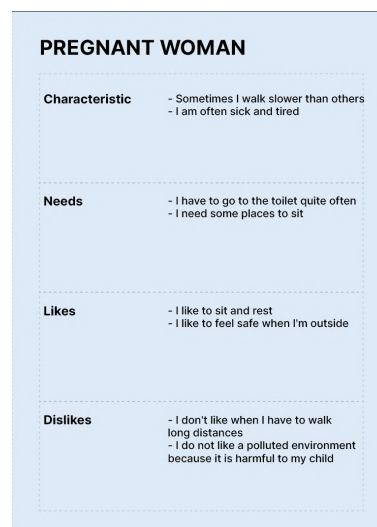 PREGNANT WOMAN
Characteristic
- Sometimes I walk slower than others
- I am often sick and tired
Needs
- I have to go to the toilet quite often
- I need some places to sit
Likes
- I like to sit and rest
- I like to feel safe when I'm outside
Dislikes
- I don't like when I have to walk
long distances
- I do not like a polluted environment
because it is harmful to my child